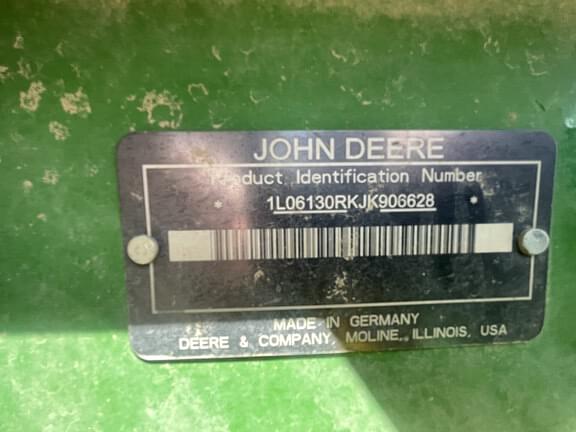 JOHN DEERE
Product Identification Number
* 1L06130RKJK906628 *
MADE IN GERMANY
DEERE & COMPANY, MOLINE, ILLINOIS, USA